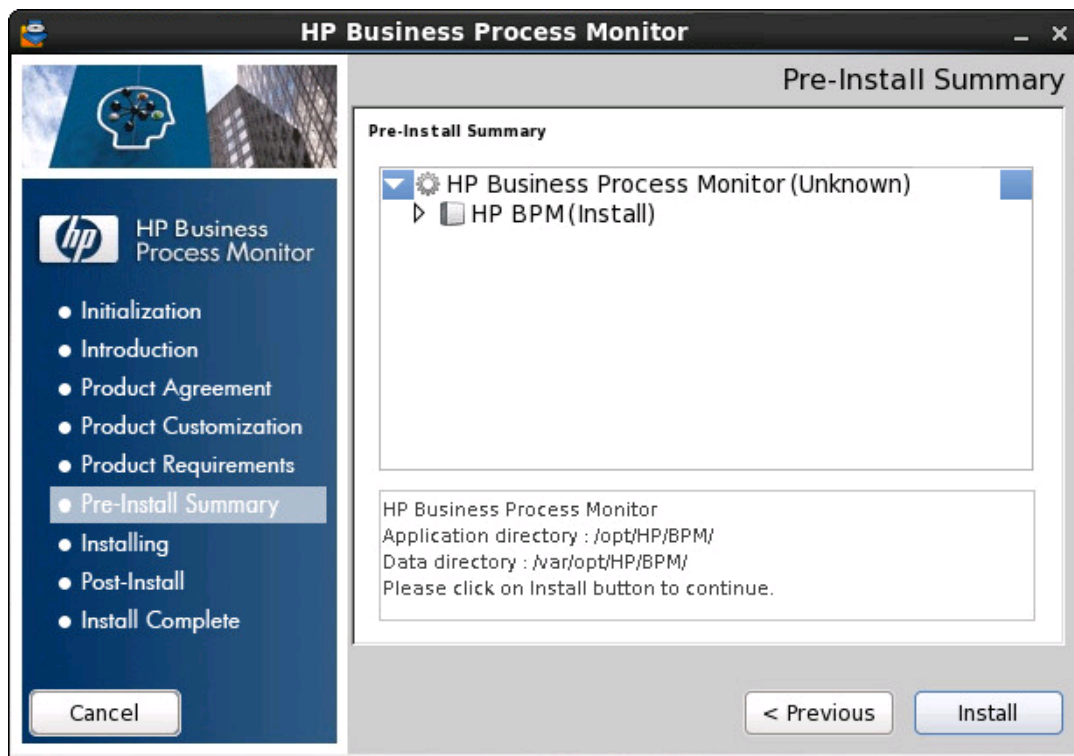 HP Business Process Monitor
Pre-Install Summary
hp
HP Business
Process Monitor
Initialization
Introduction
Product Agreement
Product Customization
Product Requirements
Pre-Install Summary
Installing
Post-Install
Install Complete
Pre-Install Summary
HP Business Process Monitor (Unknown)
HP BPM (Install)
HP Business Process Monitor
Application directory : /opt/HP/BPM/
Data directory : /var/opt/HP/BPM/
Please click on Install button to continue.
Cancel
< Previous
Install